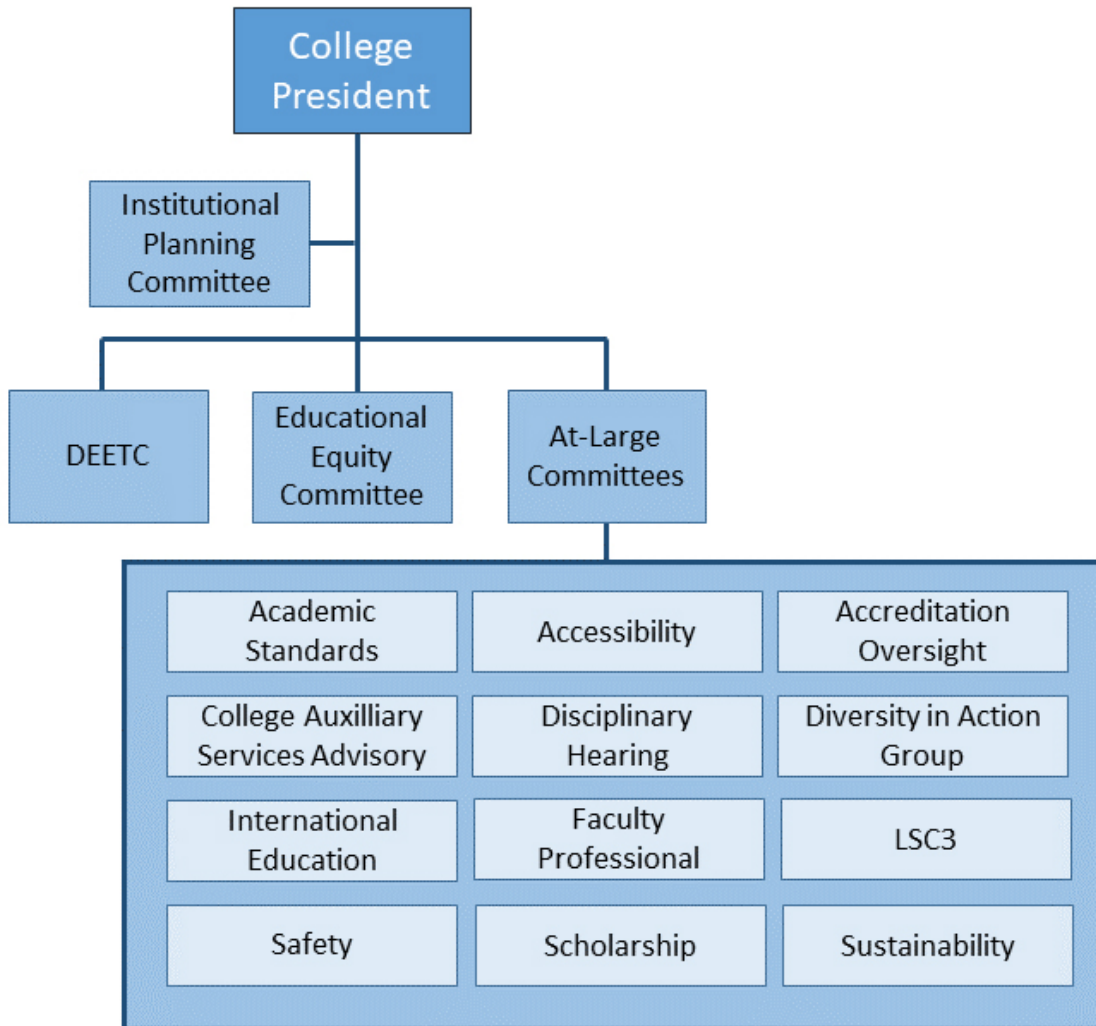 College
President
Institutional
Planning
Committee
DEETC
Educational
Equity
Committee
At-Large
Committees
Academic
Standards
Accessibility
Accreditation
Oversight
College Auxilliary
Services Advisory
Disciplinary
Hearing
Diversity in Action
Group
International
Education
Faculty
Professional
LSC3
Safety
Scholarship
Sustainability